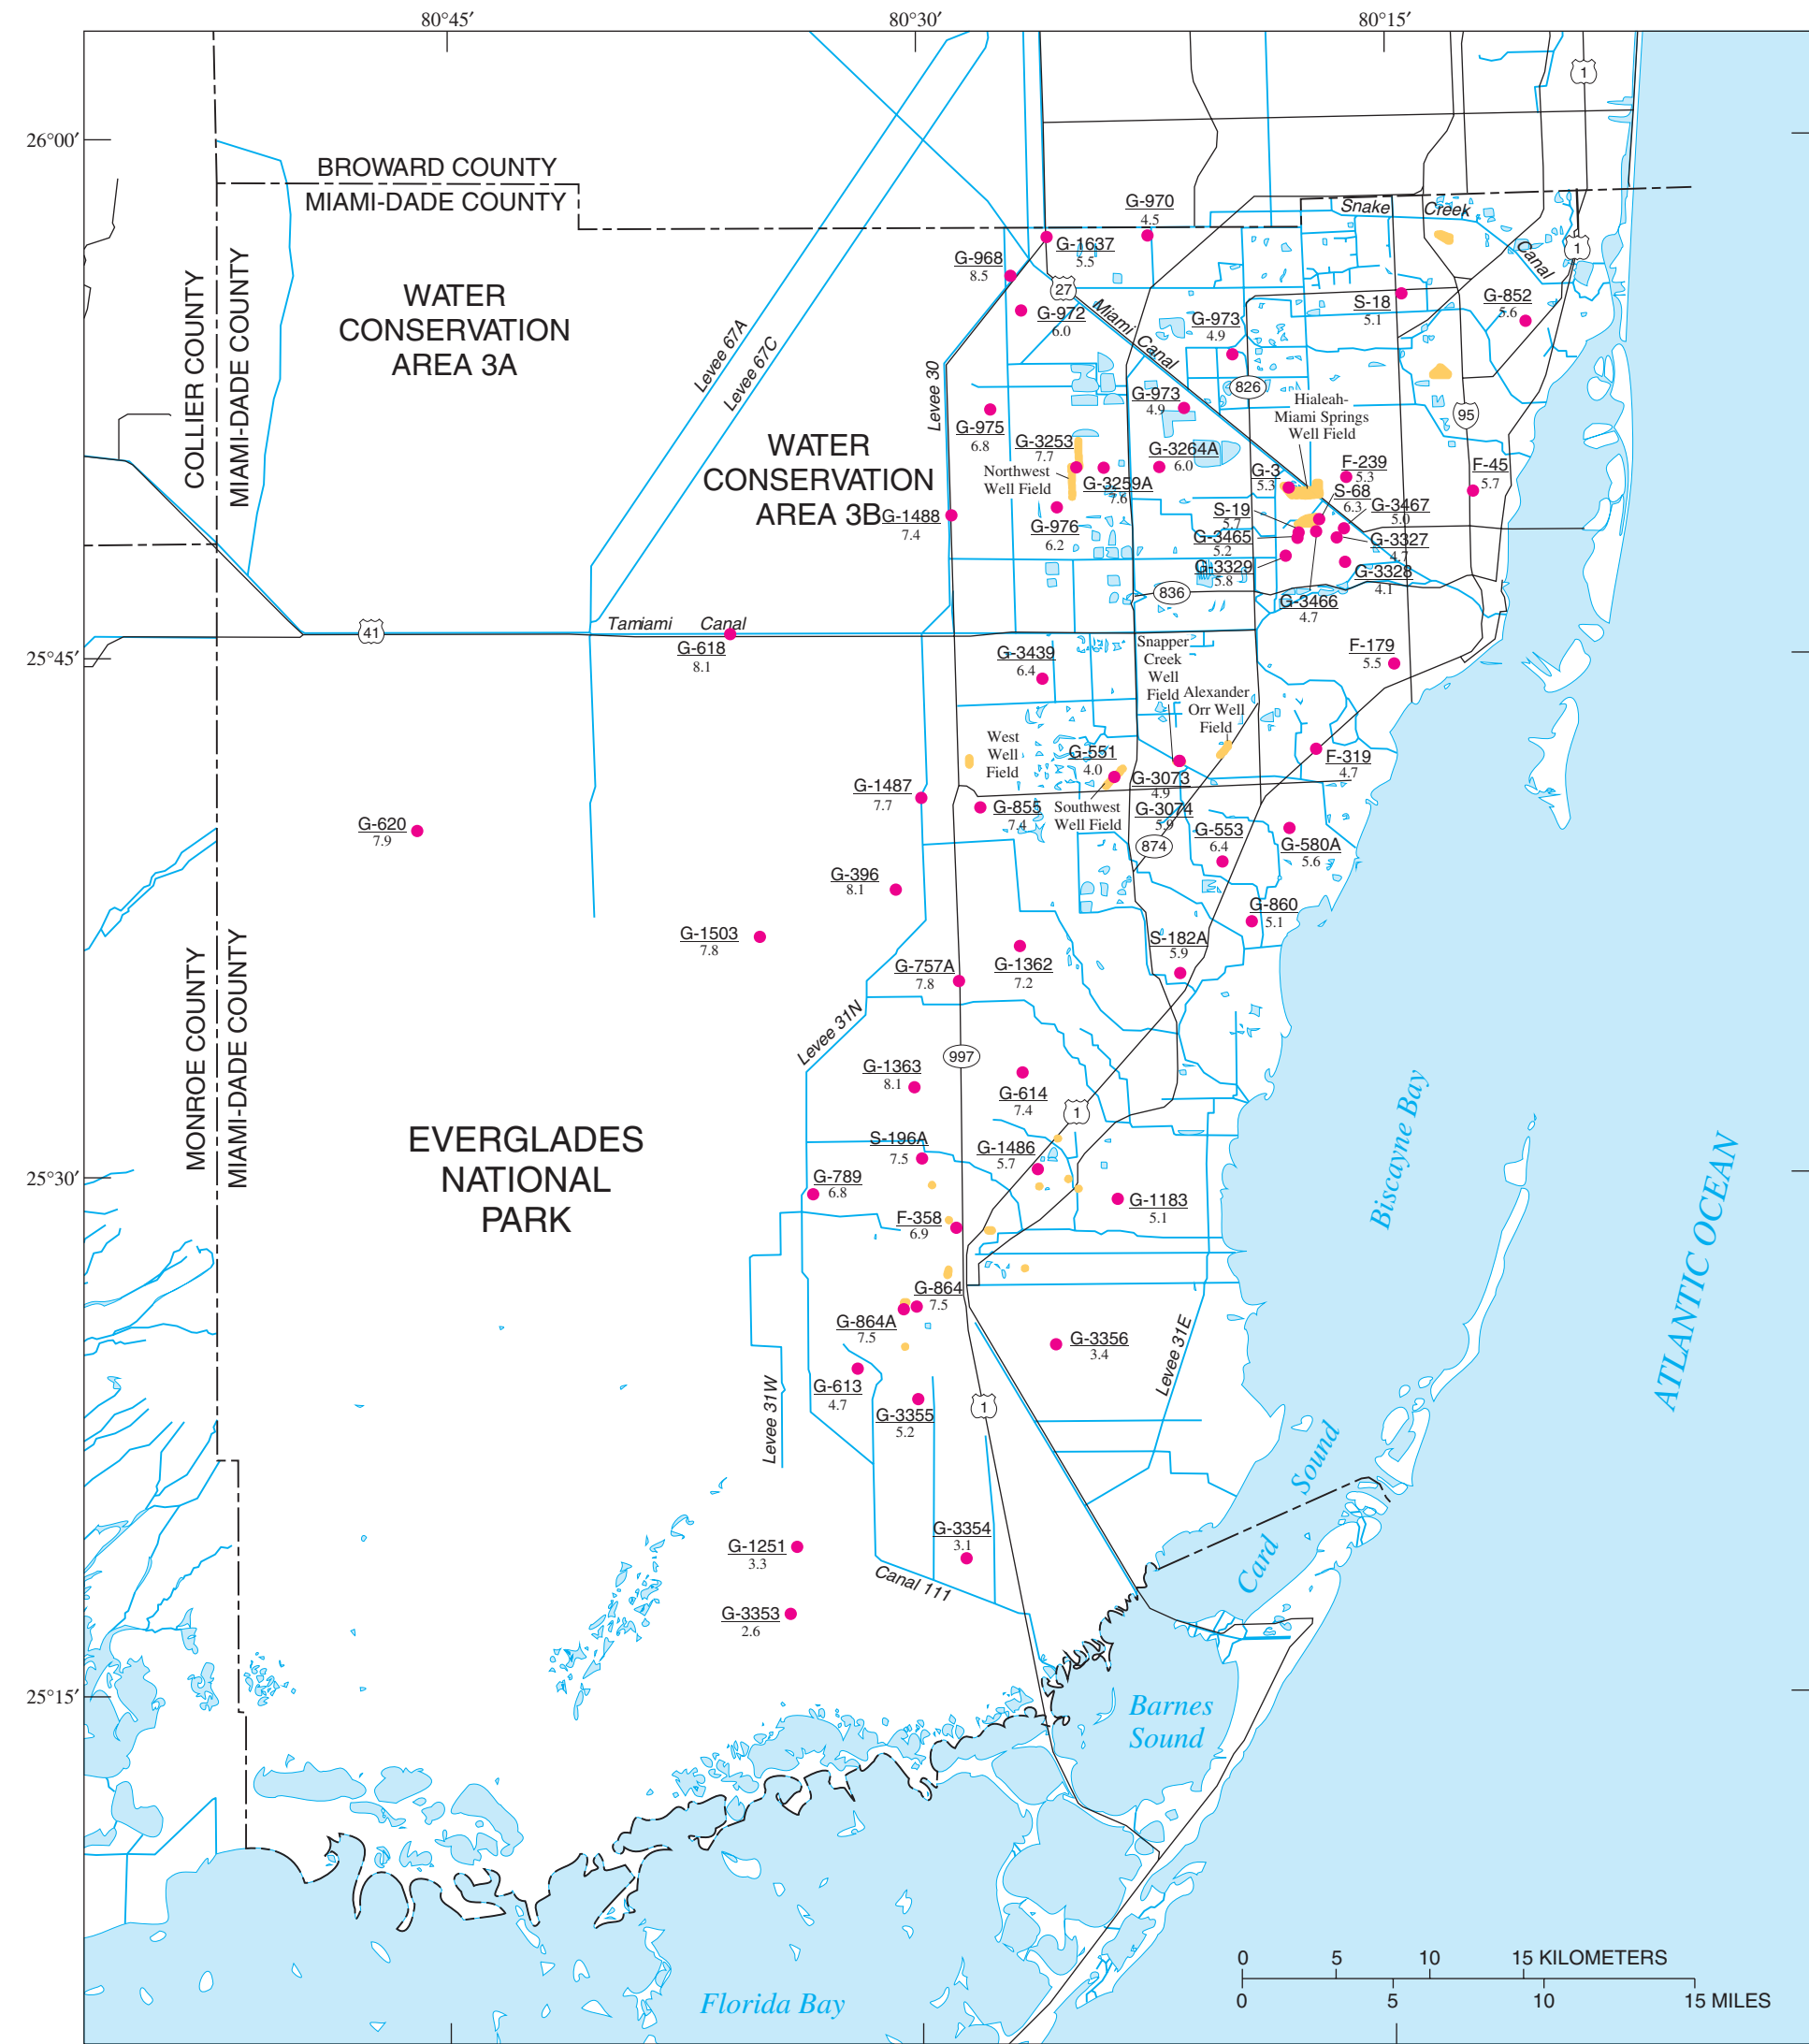 80°45′
80°30′
80°15′
1
26°00′
BROWARD COUNTY
MIAMI-DADE COUNTY
G-970
4.5
Snake Creek
Canal
1
G-1637
5.5
G-968
8.5
27
COLLIER COUNTY
MIAMI-DADE COUNTY
WATER
CONSERVATION
AREA 3A
G-972
6.0
Miami Canal
G-973
4.9
S-18
5.1
G-852
5.6
Levee 67A
Levee 67C
Levee 30
826
G-973
4.9
Hialeah-
Miami Springs
Well Field
95
G-975
6.8
WATER
CONSERVATION
AREA 3B
G-3253
7.7
Northwest
Well Field
G-3264A
6.0
G-3259A
7.6
G-3
5.3
F-239
5.3
F-45
5.7
S-68
6.3
G-3467
5.0
G-1488
7.4
G-976
6.2
S-19
5.7
G-3465
5.2
G-3327
4.7
G-3329
5.8
G-3328
4.1
836
G-3466
4.7
41
Tamiami Canal
G-618
8.1
25°45′
G-3439
6.4
Snapper
Creek
Well
Field
F-179
5.5
Alexander
Orr Well
Field
West
Well
Field
G-551
4.0
F-319
4.7
G-1487
7.7
G-3073
4.9
G-855
7.4
Southwest
Well Field
G-3074
5.9
G-620
7.9
874
G-553
6.4
G-580A
5.6
G-396
8.1
G-860
5.1
G-1503
7.8
S-182A
5.9
G-757A
7.8
G-1362
7.2
MONROE COUNTY
MIAMI-DADE COUNTY
Levee 31N
997
G-1363
8.1
G-614
7.4
1
Biscayne Bay
EVERGLADES
NATIONAL
PARK
S-196A
7.5
G-1486
5.7
25°30′
G-789
6.8
G-1183
5.1
F-358
6.9
ATLANTIC OCEAN
G-864
7.5
G-864A
7.5
G-3356
3.4
Levee 31E
G-613
4.7
Levee 31W
G-3355
5.2
1
Card Sound
G-3354
3.1
G-1251
3.3
Canal 111
G-3353
2.6
25°15′
Barnes
Sound
Florida Bay
0 5 10 15 KILOMETERS
0 5 10 15 MILES